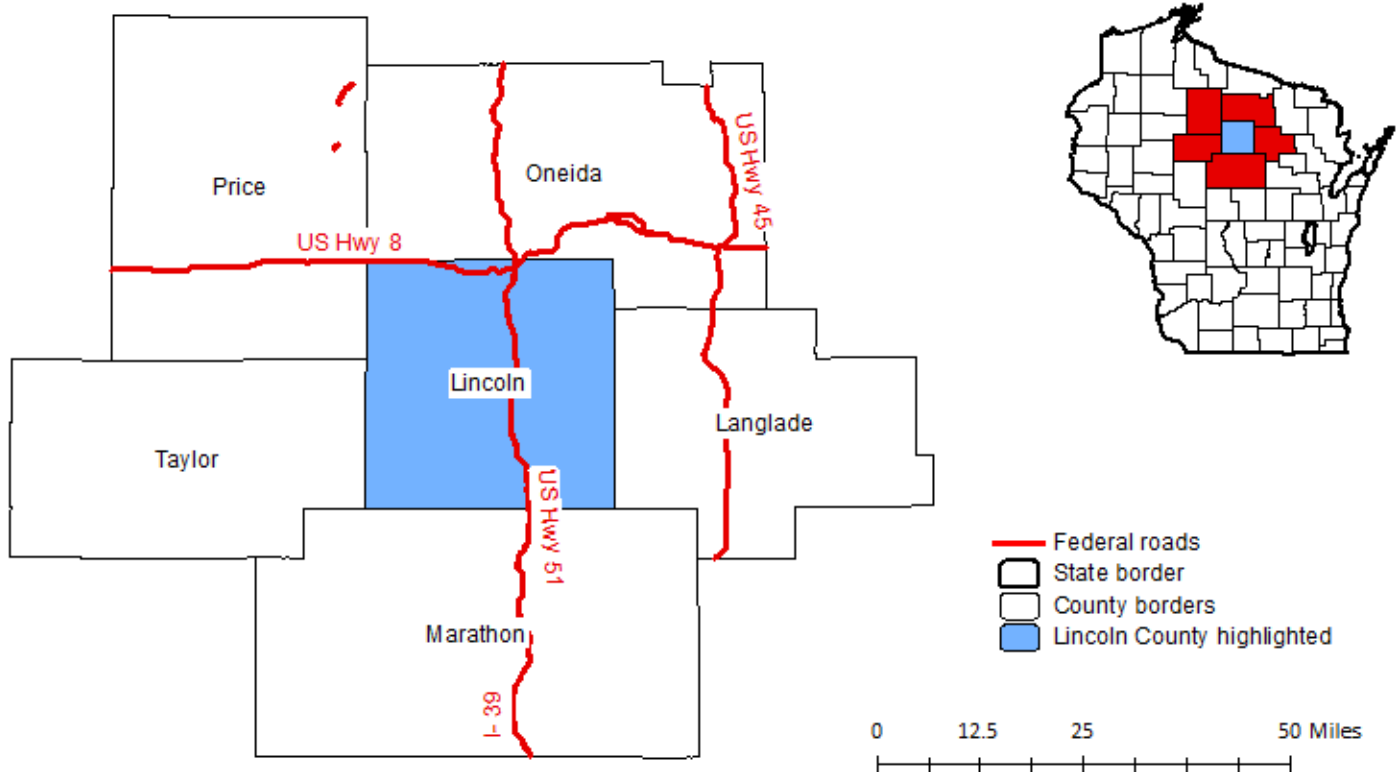 Price
Oneida
US Hwy 45
US Hwy 8
Lincoln
Langlade
Taylor
US Hwy 51
Marathon
I- 39
Federal roads
State border
County borders
Lincoln County highlighted
0 12.5 25 50 Miles